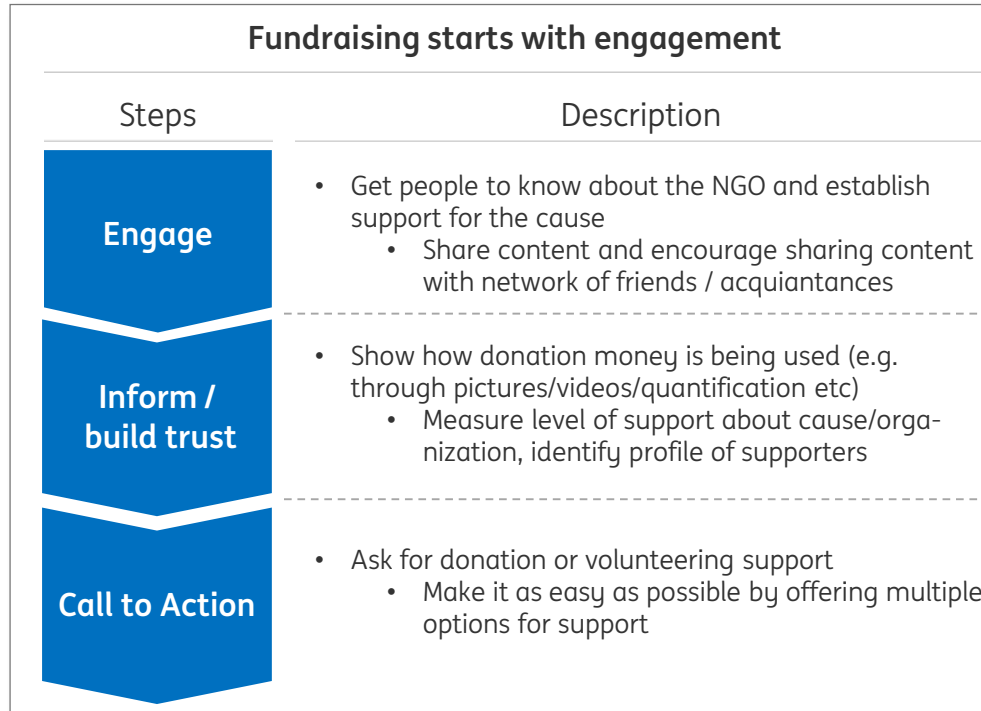 Fundraising starts with engagement
Steps
Description
Engage
• Get people to know about the NGO and establish
support for the cause
• Share content and encourage sharing content
with network of friends / acquiantances
Inform /
build trust
• Show how donation money is being used (e.g.
through pictures/videos/quantification etc)
• Measure level of support about cause/orga-
nization, identify profile of supporters
Call to Action
• Ask for donation or volunteering support
• Make it as easy as possible by offering multiple
options for support